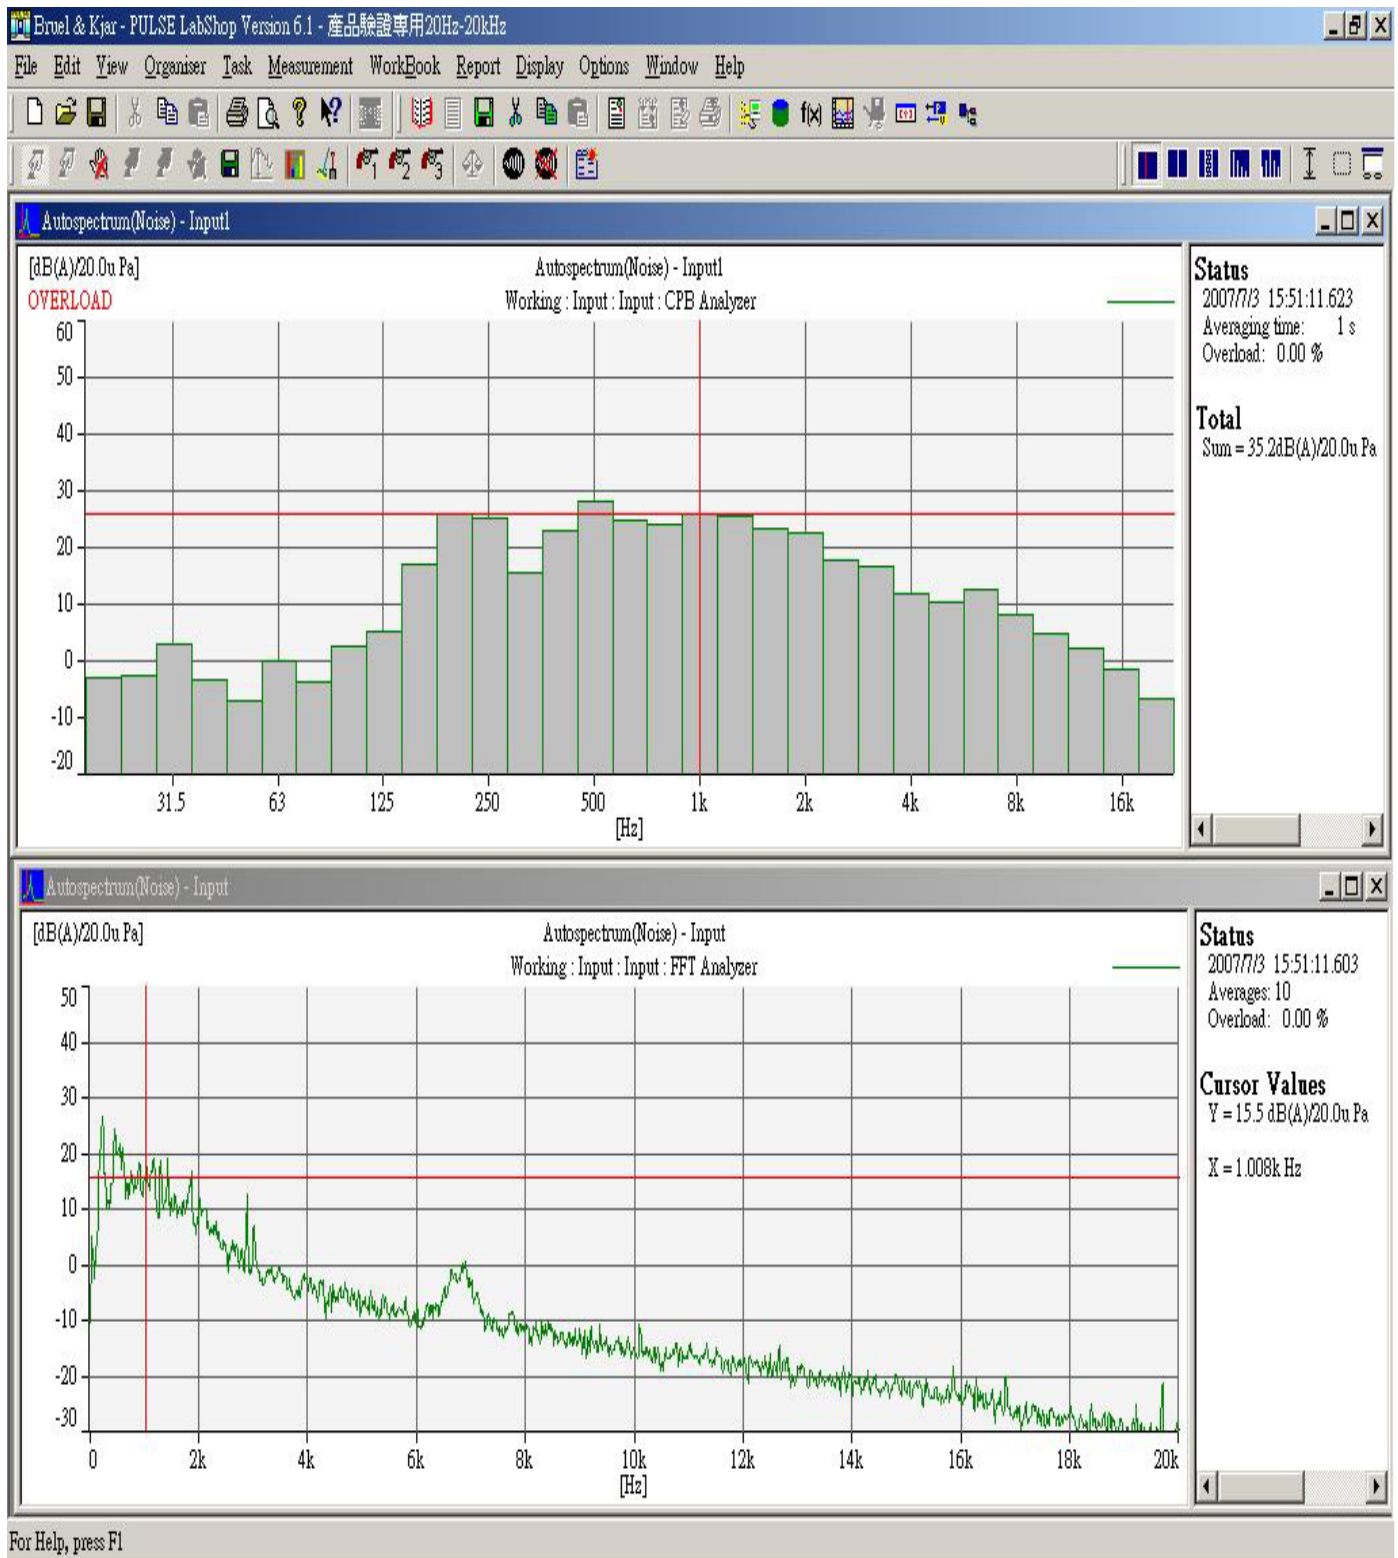 Bruel & Kjar - PULSE LabShop Version 6.1 - 產品驗證專用20Hz-20kHz
File Edit View Organiser Task Measurement WorkBook Report Display Options Window Help
f(x)
1 2 3
Autospectrum(Noise) - Input1
[dB(A)/20.0u Pa]
Autospectrum(Noise) - Input1
OVERLOAD
Working : Input : Input : CPB Analyzer
60
50
40
30
20
10
0
-10
-20
31.5 63 125 250 500 1k 2k 4k 8k 16k
[Hz]
Status
2007/7/3 15:51:11.623
Averaging time: 1 s
Overload: 0.00 %
Total
Sum = 35.2dB(A)/20.0u Pa
Autospectrum(Noise) - Input
[dB(A)/20.0u Pa]
Autospectrum(Noise) - Input
Working : Input : Input : FFT Analyzer
50
40
30
20
10
0
-10
-20
-30
0 2k 4k 6k 8k 10k 12k 14k 16k 18k 20k
[Hz]
Status
2007/7/3 15:51:11.603
Averages: 10
Overload: 0.00 %
Cursor Values
Y = 15.5 dB(A)/20.0u Pa
X = 1.008k Hz
For Help, press F1